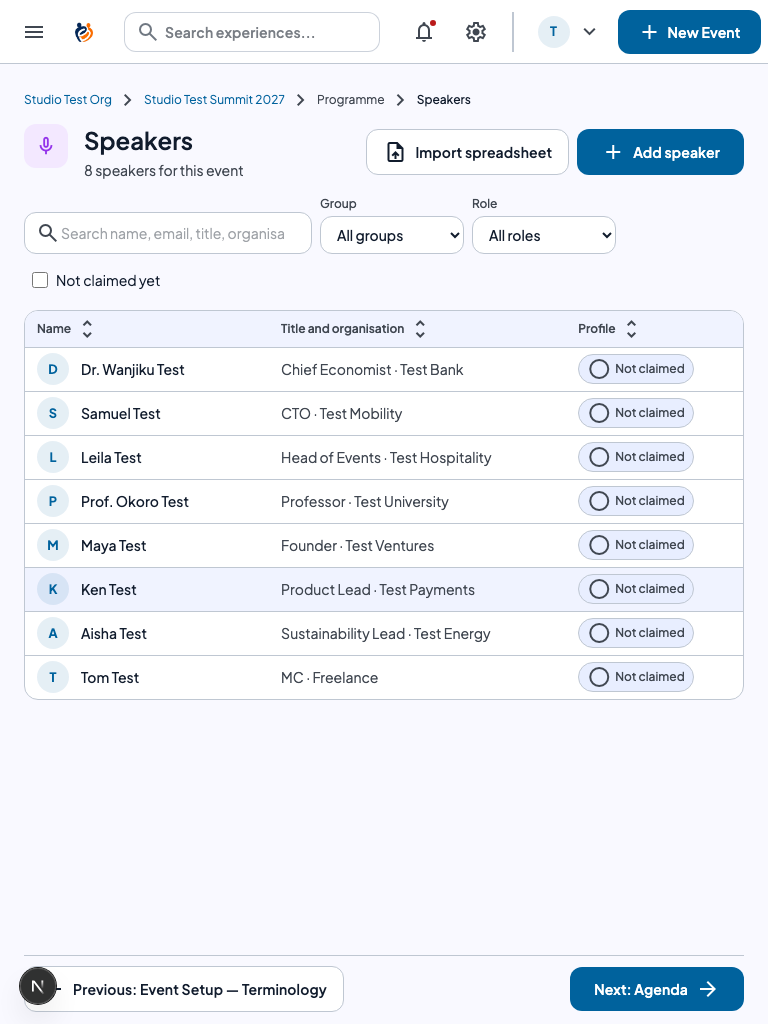 Search experiences...
T
New Event
Studio Test Org
Studio Test Summit 2027
Programme
Speakers
Speakers
8 speakers for this event
Import spreadsheet
Add speaker
Search name, email, title, organisa
Group
All groups
Role
All roles
Not claimed yet
Name
Title and organisation
Profile
D Dr. Wanjiku Test Chief Economist · Test Bank Not claimed
S Samuel Test CTO · Test Mobility Not claimed
L Leila Test Head of Events · Test Hospitality Not claimed
P Prof. Okoro Test Professor · Test University Not claimed
M Maya Test Founder · Test Ventures Not claimed
K Ken Test Product Lead · Test Payments Not claimed
A Aisha Test Sustainability Lead · Test Energy Not claimed
T Tom Test MC · Freelance Not claimed
N
Previous: Event Setup — Terminology
Next: Agenda